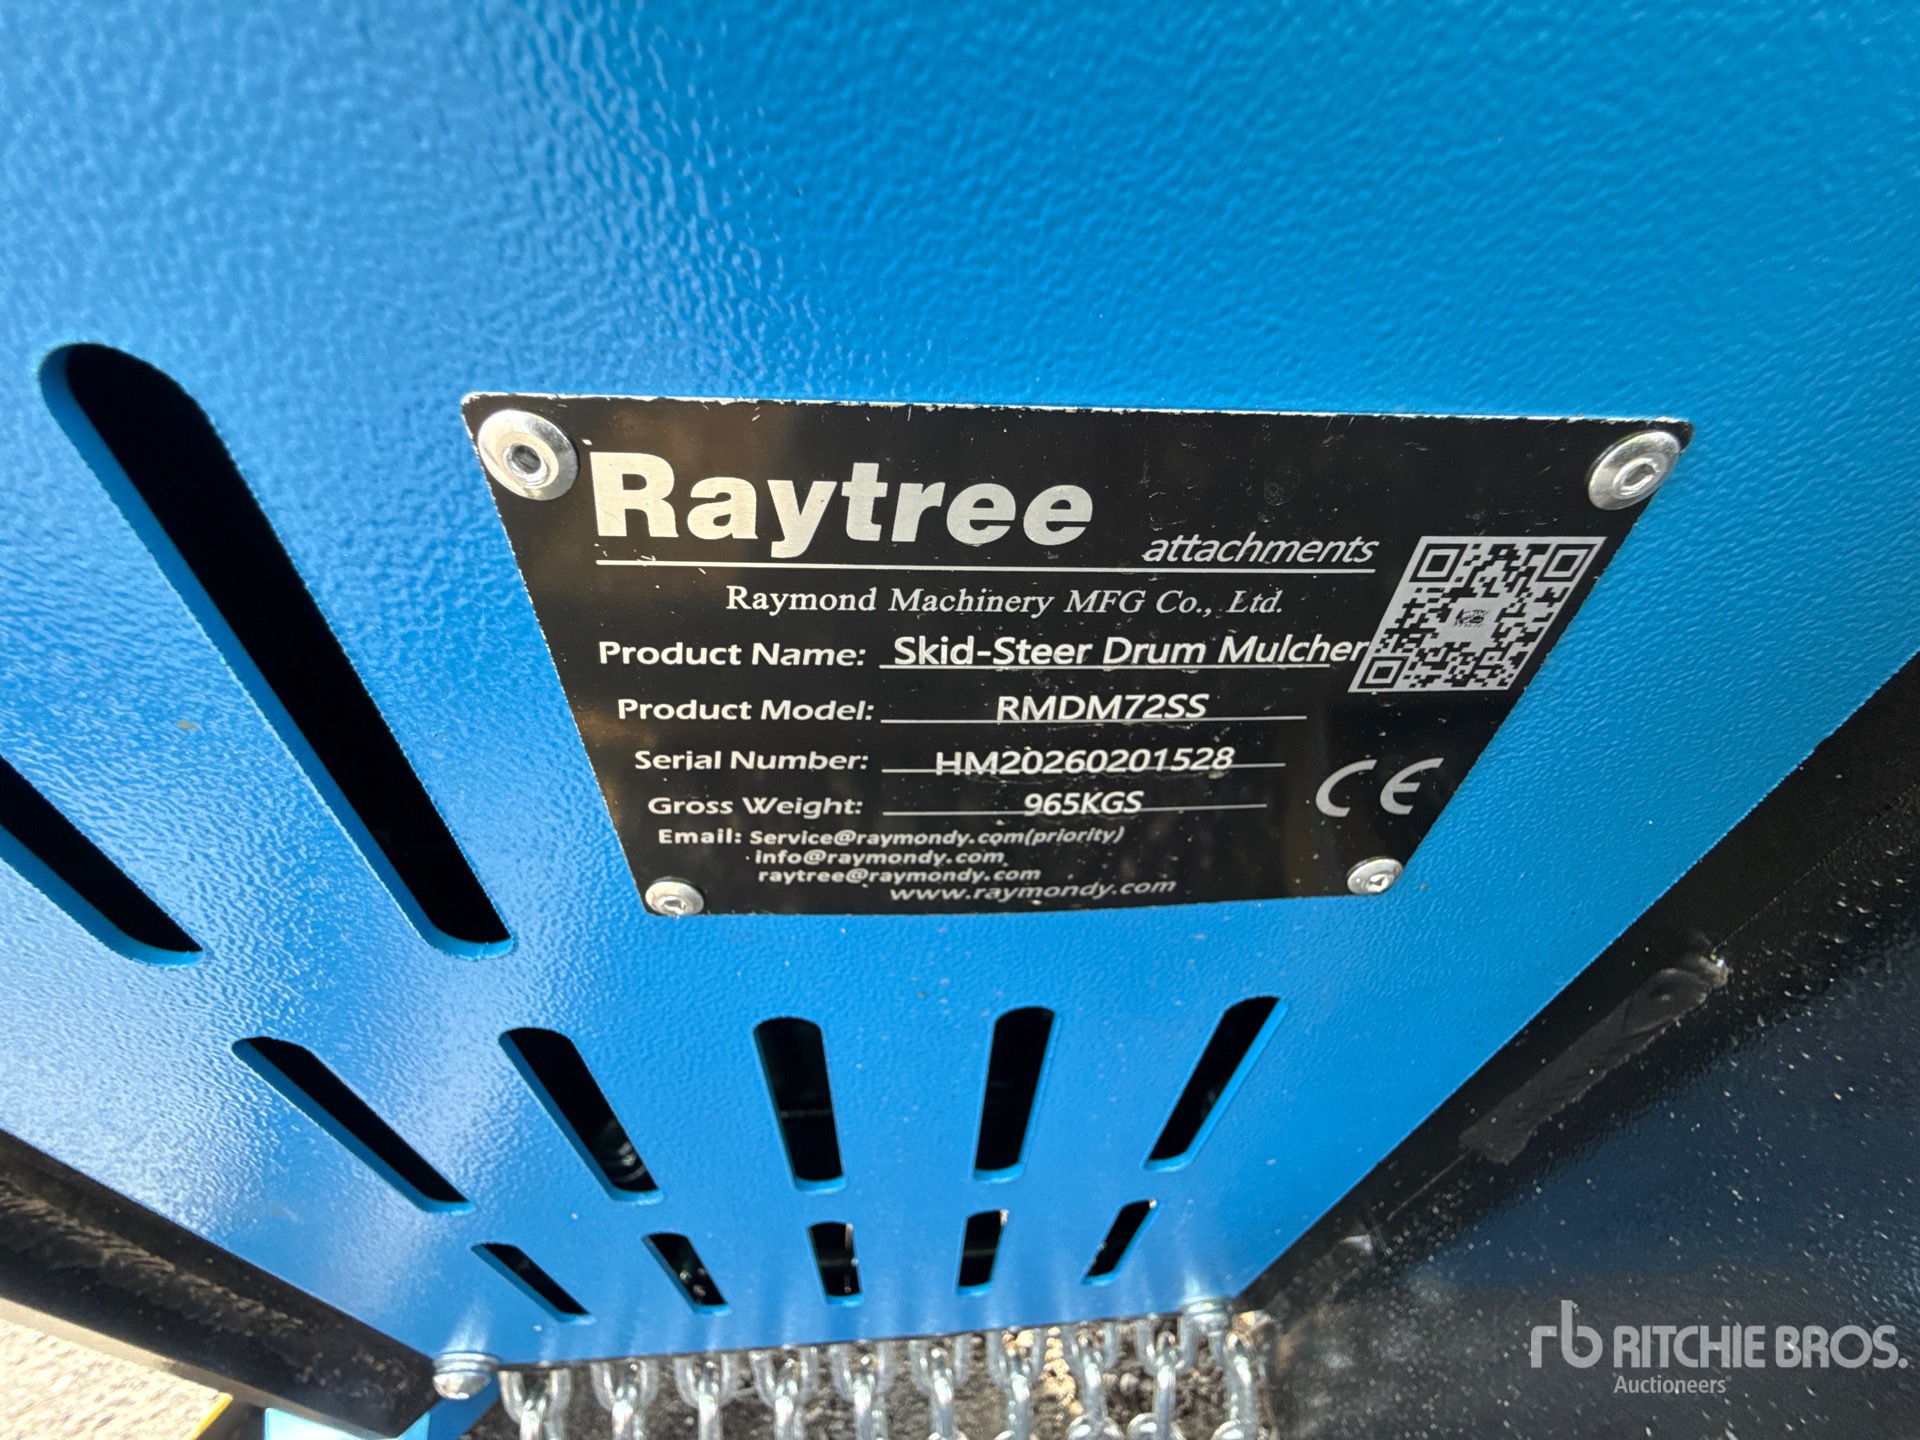 Raytree
attachments
Raymond Machinery MFG Co., Ltd.
Product Name: Skid-Steer Drum Mulcher
Product Model: RMDM72SS
Serial Number: HM20260201528
Gross Weight: 965KGS
CE
Email: Service@raymondy.com(priority)
info@raymondy.com
raytree@raymondy.com
www.raymondy.com
rb RITCHIE BROS.
Auctioneers